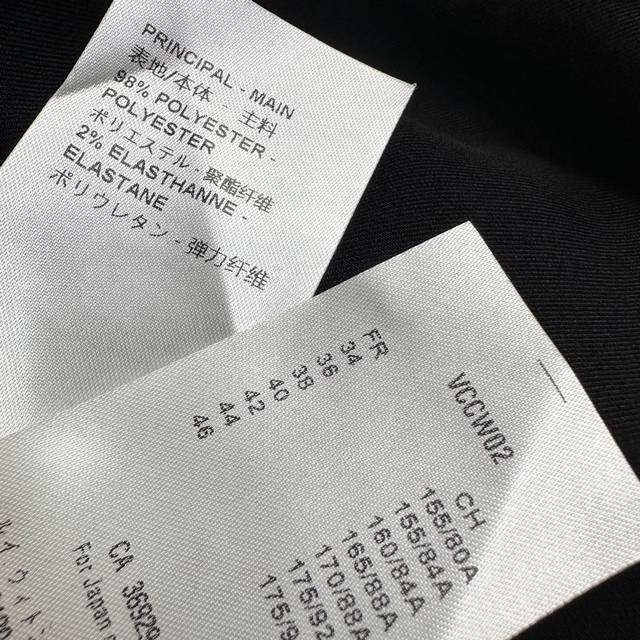 PRINCIPAL - MAIN
表地/本体 - 主料
98% POLYESTER -
POLYESTER
ポリエステル - 聚酯纤维
2% ELASTHANNE -
ELASTANE
ポリウレタン - 弹力纤维
VCCW02
FR
34
36
38
40
42
44
46
CH
155/80A
155/84A
160/84A
165/88A
170/88A
175/92
175/9
CA 36929
For Japan